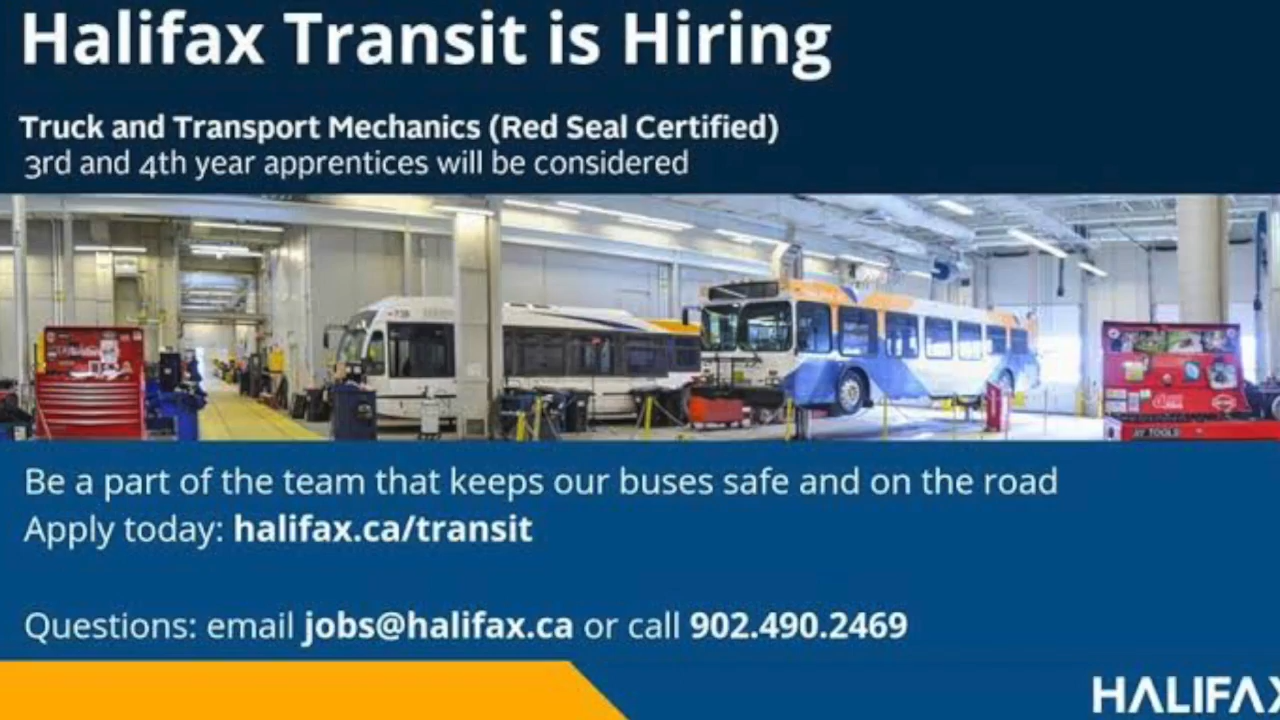 Halifax Transit is Hiring
Truck and Transport Mechanics (Red Seal Certified)
3rd and 4th year apprentices will be considered
Be a part of the team that keeps our buses safe and on the road
Apply today: halifax.ca/transit
Questions: email jobs@halifax.ca or call 902.490.2469
HALIFAX